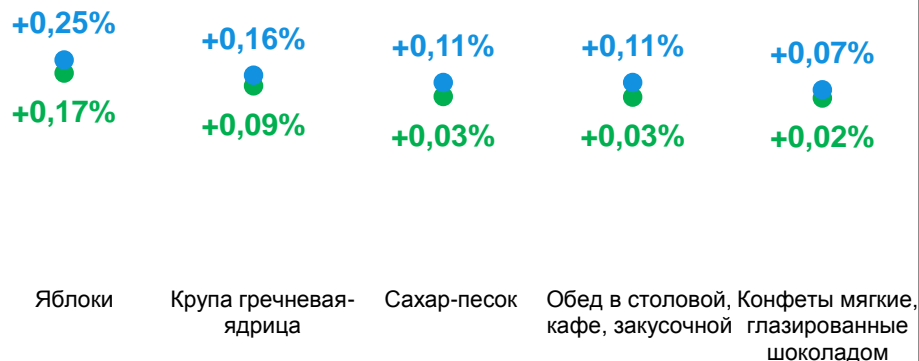 +0,25%
+0,16%
+0,11%
+0,11%
+0,07%
+0,17%
+0,09%
+0,03%
+0,03%
+0,02%
Яблоки
Крупа гречневая-
ядрица
Сахар-песок
Обед в столовой,
кафе, закусочной
Конфеты мягкие,
глазированные
шоколадом